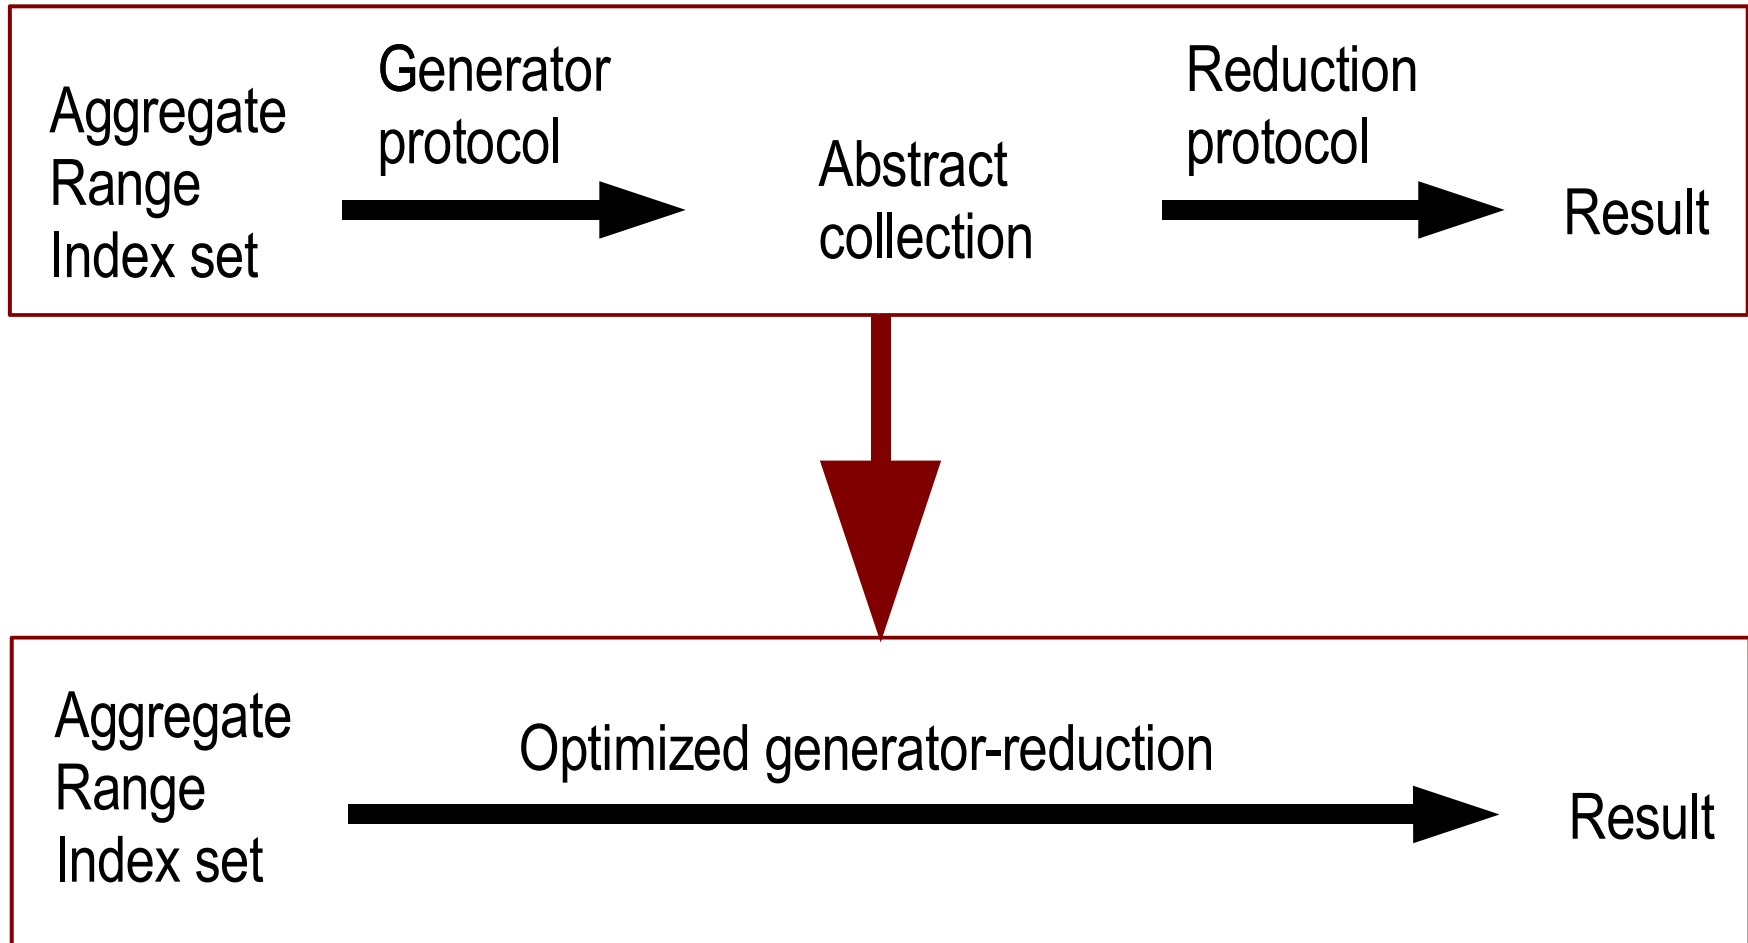 Aggregate
Range
Index set
Generator
protocol
Abstract
collection
Reduction
protocol
Result
Aggregate
Range
Index set
Optimized generator-reduction
Result